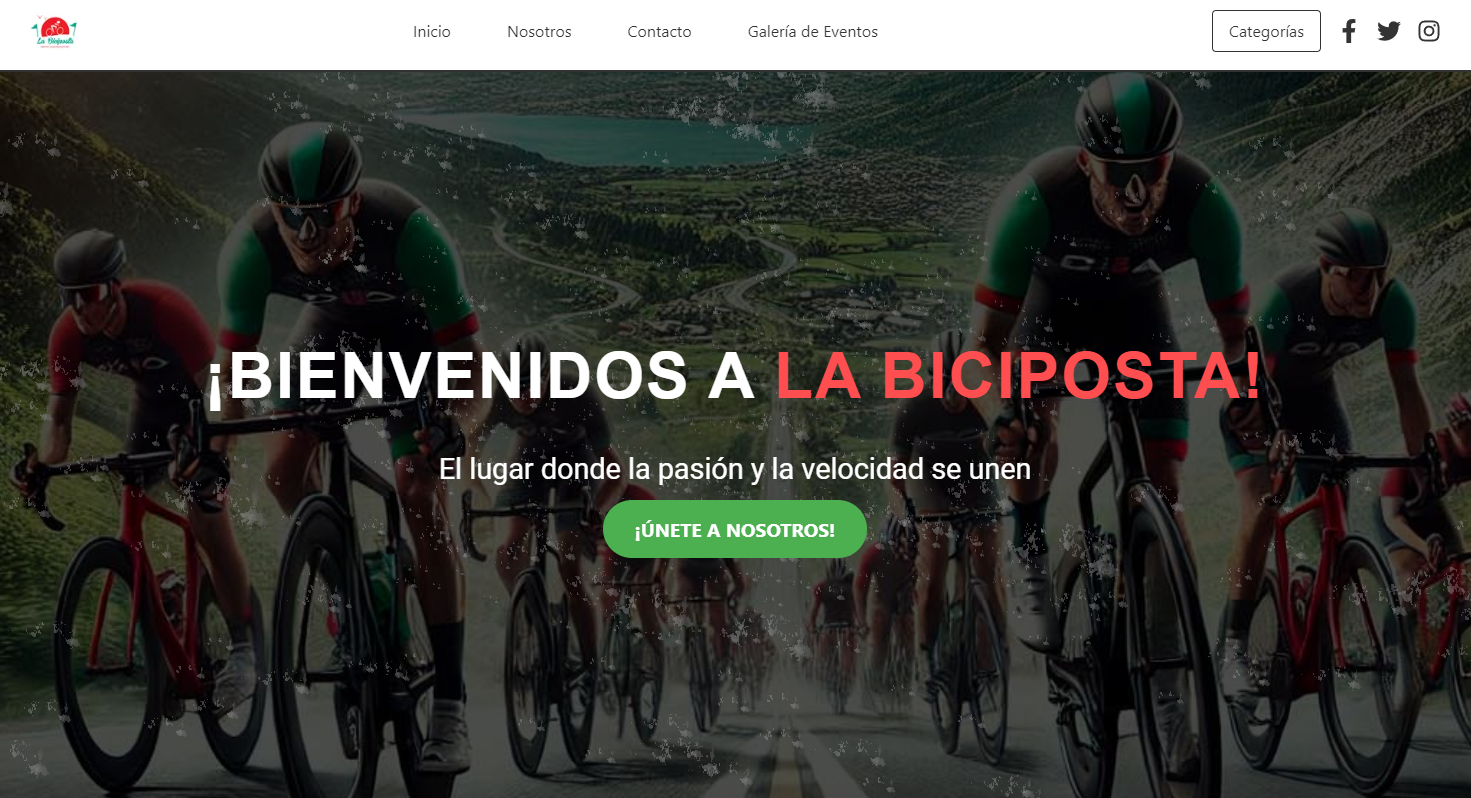 La Biciposta
Inicio
Nosotros
Contacto
Galería de Eventos
Categorías
¡BIENVENIDOS A LA BICIPOSTA!
El lugar donde la pasión y la velocidad se unen
¡ÚNETE A NOSOTROS!